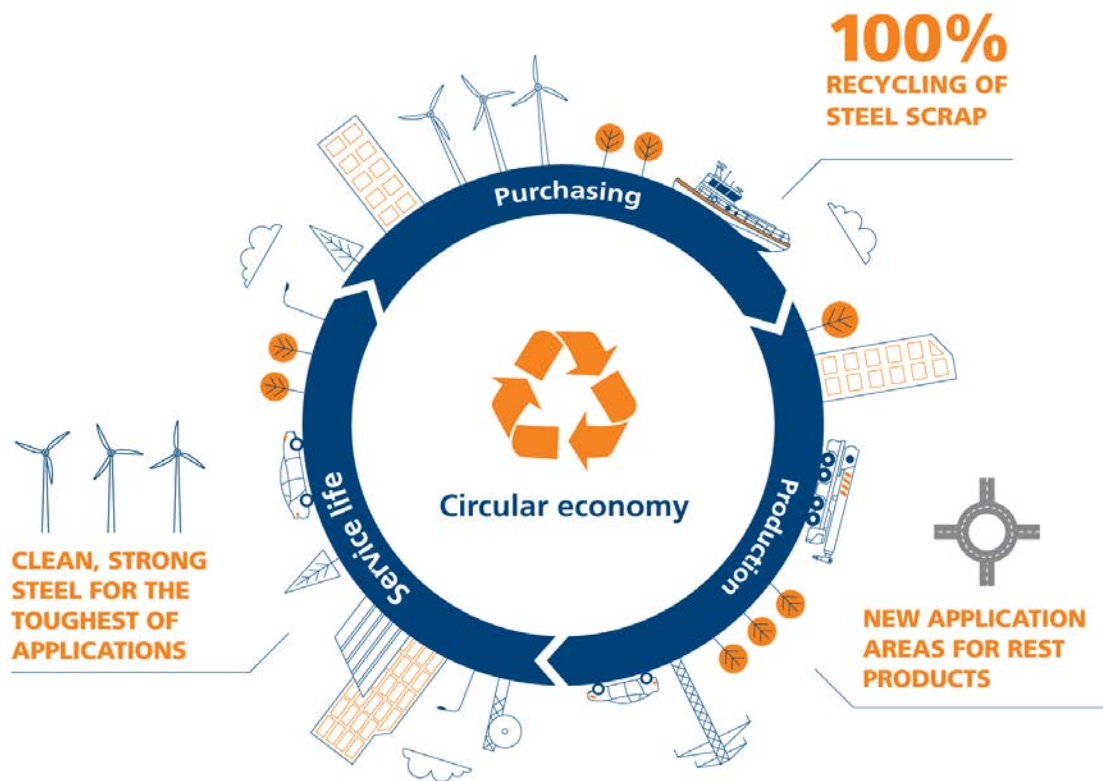 100%
RECYCLING OF
STEEL SCRAP
Purchasing
Circular economy
Production
Service life
CLEAN, STRONG
STEEL FOR THE
TOUGHEST OF
APPLICATIONS
NEW APPLICATION
AREAS FOR REST
PRODUCTS